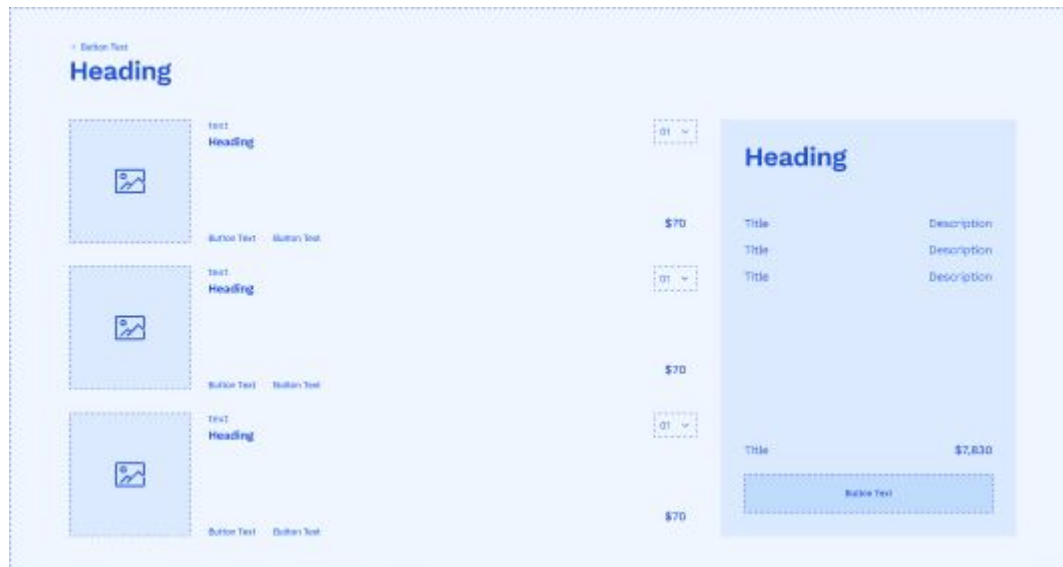 < Button Text
Heading
text
Heading
01
$70
Button Text Button Text
text
Heading
01
$70
Button Text Button Text
text
Heading
01
$70
Button Text Button Text
Heading
Title Description
Title Description
Title Description
Title $7,830
Button Text